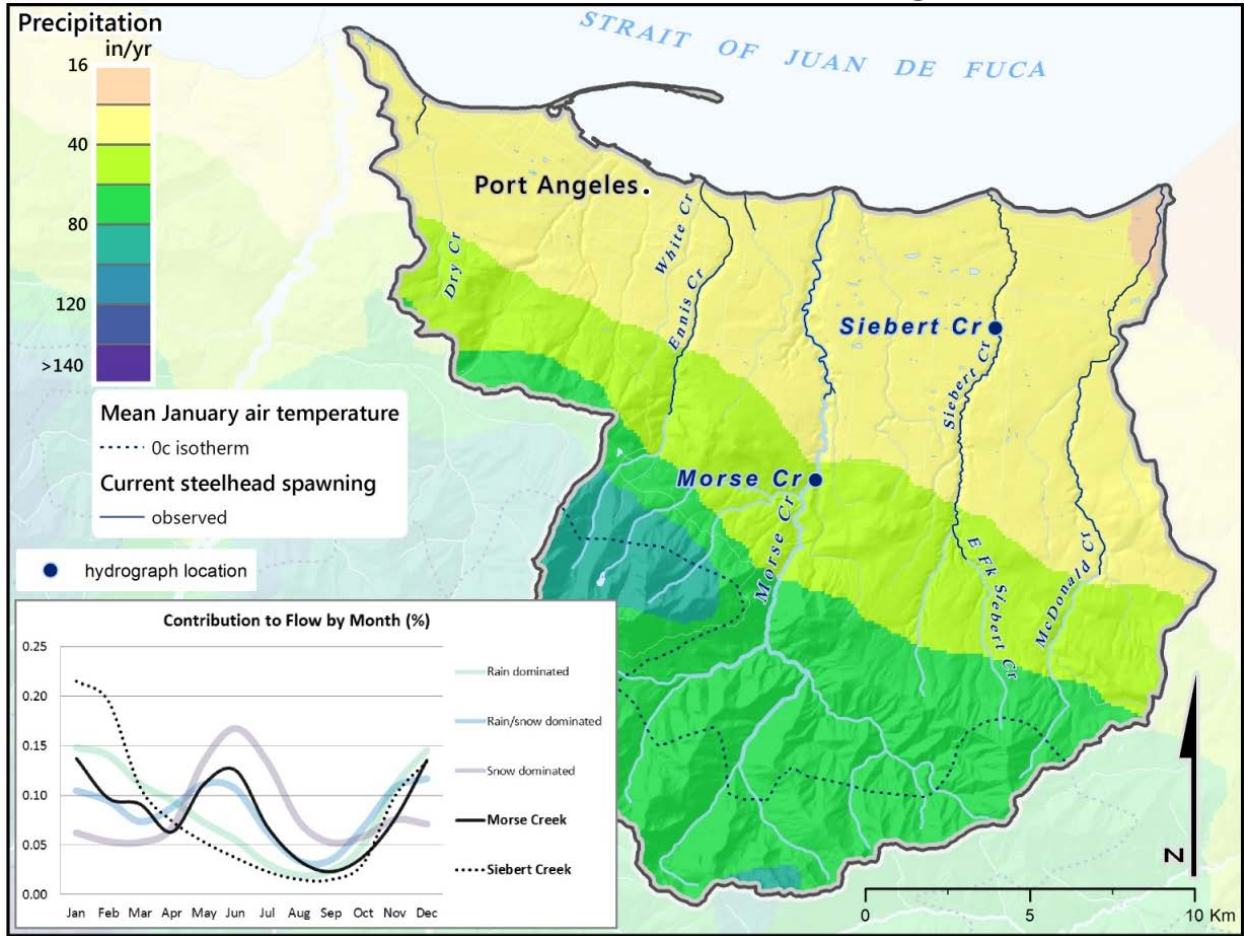 Precipitation
in/yr
16
40
80
120
>140
Mean January air temperature
0c isotherm
Current steelhead spawning
observed
hydrograph location
STRAIT OF JUAN DE FUCA
Port Angeles.
Dry Cr
White Cr
Ennis Cr
Siebert Cr
Siebert Cr
Morse Cr
Morse Cr
E Fk Siebert Cr
McDonald Cr
Contribution to Flow by Month (%)
0.25
0.20
0.15
0.10
0.05
0.00
Jan Feb Mar Apr May Jun Jul Aug Sep Oct Nov Dec
Rain dominated
Rain/snow dominated
Snow dominated
Morse Creek
Siebert Creek
N
0 5 10 Km